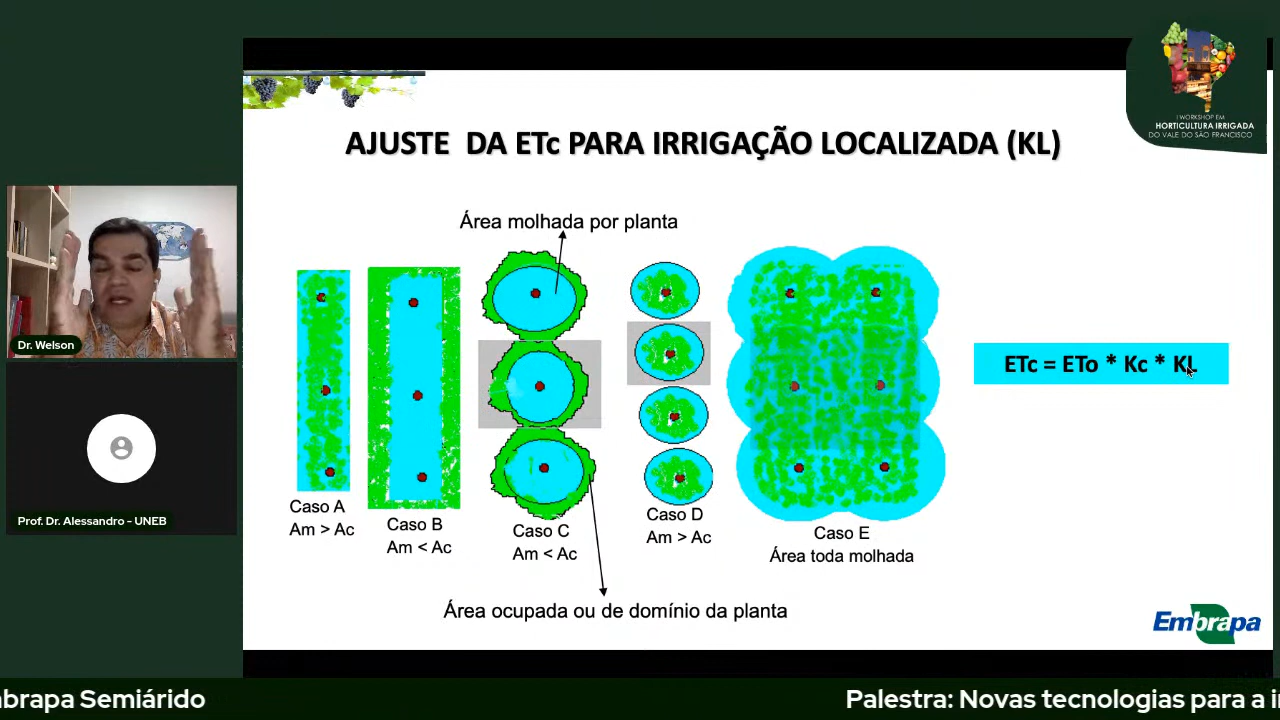 I WORKSHOP EM
HORTICULTURA IRRIGADA
DO VALE DO SÃO FRANCISCO
AJUSTE DA ETc PARA IRRIGAÇÃO LOCALIZADA (KL)
Área molhada por planta
Dr. Welson
ETc = ETo * Kc * KL
Prof. Dr. Alessandro - UNEB
Caso A
Am > Ac
Caso B
Am < Ac
Caso C
Am < Ac
Caso D
Am > Ac
Caso E
Área toda molhada
Área ocupada ou de domínio da planta
Embrapa
mbrapa Semiárido
Palestra: Novas tecnologias para a i